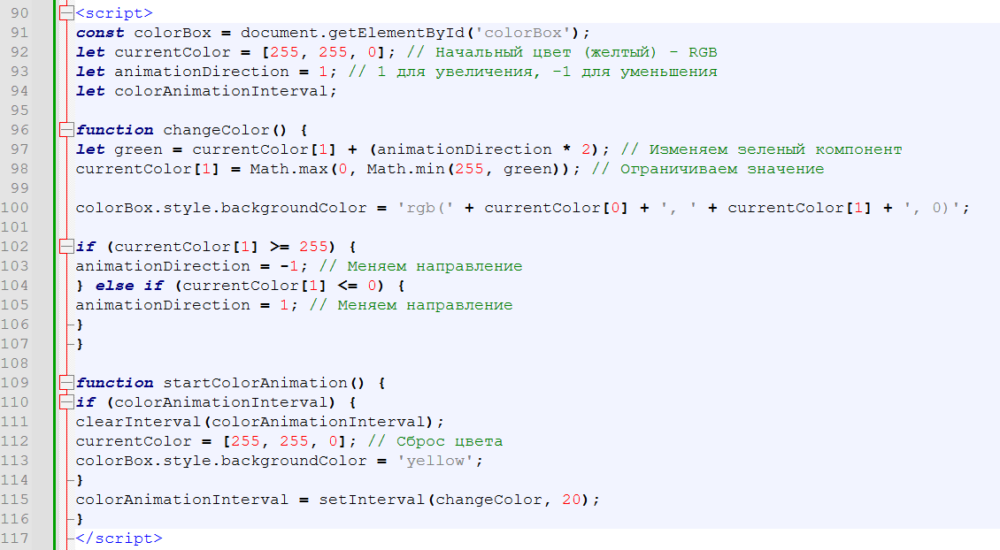 90 <script>
91 const colorBox = document.getElementById('colorBox');
92 let currentColor = [255, 255, 0]; // Начальный цвет (желтый) - RGB
93 let animationDirection = 1; // 1 для увеличения, -1 для уменьшения
94 let colorAnimationInterval;
95
96 function changeColor() {
97 let green = currentColor[1] + (animationDirection * 2); // Изменяем зеленый компонент
98 currentColor[1] = Math.max(0, Math.min(255, green)); // Ограничиваем значение
99
100 colorBox.style.backgroundColor = 'rgb(' + currentColor[0] + ', ' + currentColor[1] + ', 0)';
101
102 if (currentColor[1] >= 255) {
103 animationDirection = -1; // Меняем направление
104 } else if (currentColor[1] <= 0) {
105 animationDirection = 1; // Меняем направление
106 }
107 }
108
109 function startColorAnimation() {
110 if (colorAnimationInterval) {
111 clearInterval(colorAnimationInterval);
112 currentColor = [255, 255, 0]; // Сброс цвета
113 colorBox.style.backgroundColor = 'yellow';
114 }
115 colorAnimationInterval = setInterval(changeColor, 20);
116 }
117 </script>